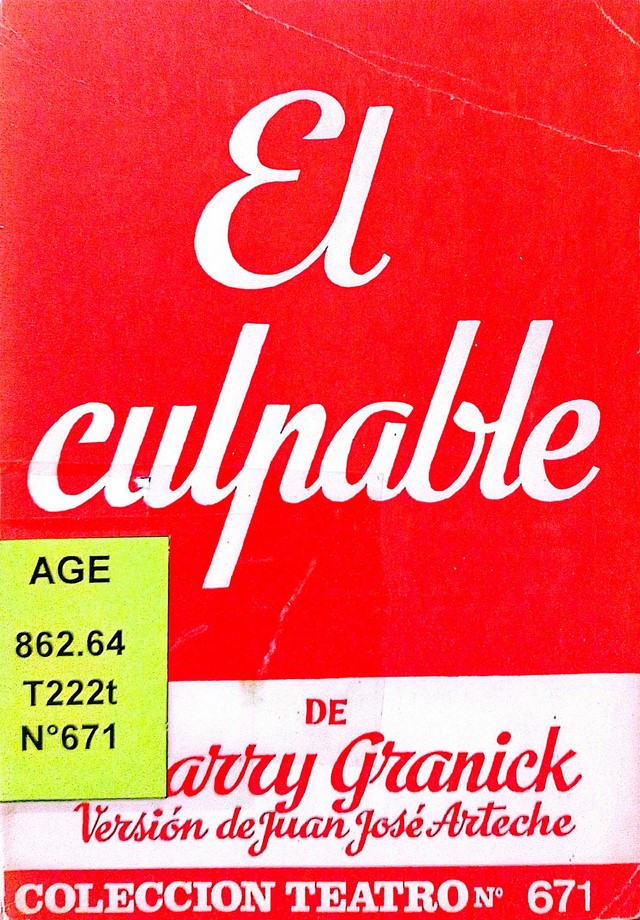 El
culpable
AGE
862.64
T222t
N°671
DE
arry Granick
Versión de Juan José Arteche
COLECCION TEATRO Nº 671